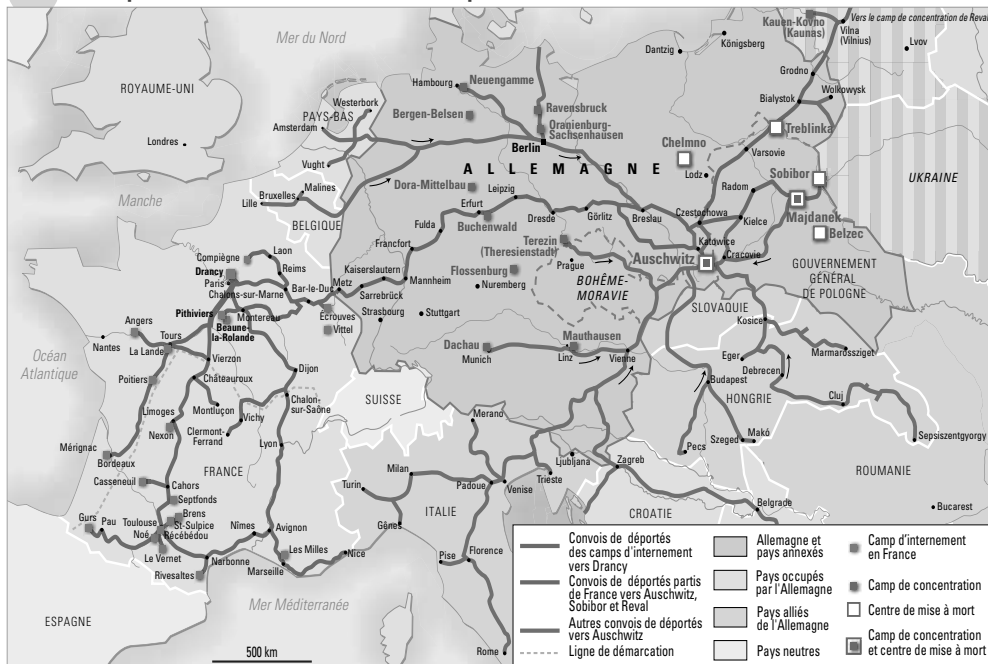 Mer du Nord
ROYAUME-UNI
Londres
Manche
Océan
Atlantique
Mer Méditerranée
ESPAGNE
500 km
Westerbork
PAYS-BAS
Amsterdam
Vught
Bruxelles
Malines
Lille
BELGIQUE
Hambourg
Neuengamme
Bergen-Belsen
Ravensbruck
Oranienburg-
Sachsenhausen
Berlin
ALLEMAGNE
Dora-Mittelbau
Leipzig
Erfurt
Buchenwald
Fulda
Dresde
Görlitz
Breslau
Francfort
Terezin
(Theresienstadt)
Prague
BOHÊME-
MORAVIE
Flossenburg
Nuremberg
Kaiserslautern
Mannheim
Metz
Sarrebrück
Strasbourg
Stuttgart
Dachau
Munich
Mauthausen
Linz
Vienne
Dantzig
Königsberg
Kauen-Kovno
(Kaunas)
Vers le camp de concentration de Reval
Vilna
(Vilnius)
Lvov
Grodno
Wolkowysk
Bialystok
Treblinka
Chelmno
Varsovie
Lodz
Sobibor
Radom
UKRAINE
Czestochowa
Kielce
Majdanek
Belzec
Katowice
Cracovie
Auschwitz
GOUVERNEMENT
GÉNÉRAL
DE POLOGNE
SLOVAQUIE
Kosice
Eger
Marmarossziget
Debrecen
Budapest
HONGRIE
Cluj
Sepsiszentgyorgy
Pecs
Szeged
Makó
ROUMANIE
Bucarest
Belgrade
Zagreb
CROATIE
Ljubljana
Trieste
Merano
Milan
Turin
Padoue
Venise
ITALIE
Gênes
Pise
Florence
Rome
SUISSE
Compiègne
Laon
Drancy
Reims
Paris
Chalons-sur-Marne
Bar-le-Duc
Pithiviers
Montereau
Beaune-
la-Rolande
Écrouves
Vittel
Angers
Nantes
Tours
La Lande
Vierzon
Dijon
Poitiers
Châteauroux
Chalon-
sur-Saône
Montluçon
Vichy
Limoges
Clermont-
Ferrand
Nexon
Lyon
Mérignac
Bordeaux
FRANCE
Casseneuil
Cahors
Septfonds
Brens
Gurs
Pau
Toulouse
St-Sulpice
Noé
Récébédou
Nîmes
Avignon
Le Vernet
Les Milles
Nice
Narbonne
Marseille
Rivesaltes
Convois de déportés
des camps d'internement
vers Drancy
Convois de déportés partis
de France vers Auschwitz,
Sobibor et Reval
Autres convois de déportés
vers Auschwitz
Ligne de démarcation
Allemagne et
pays annexés
Pays occupés
par l'Allemagne
Pays alliés
de l'Allemagne
Pays neutres
Camp d'internement
en France
Camp de concentration
Centre de mise à mort
Camp de concentration
et centre de mise à mort